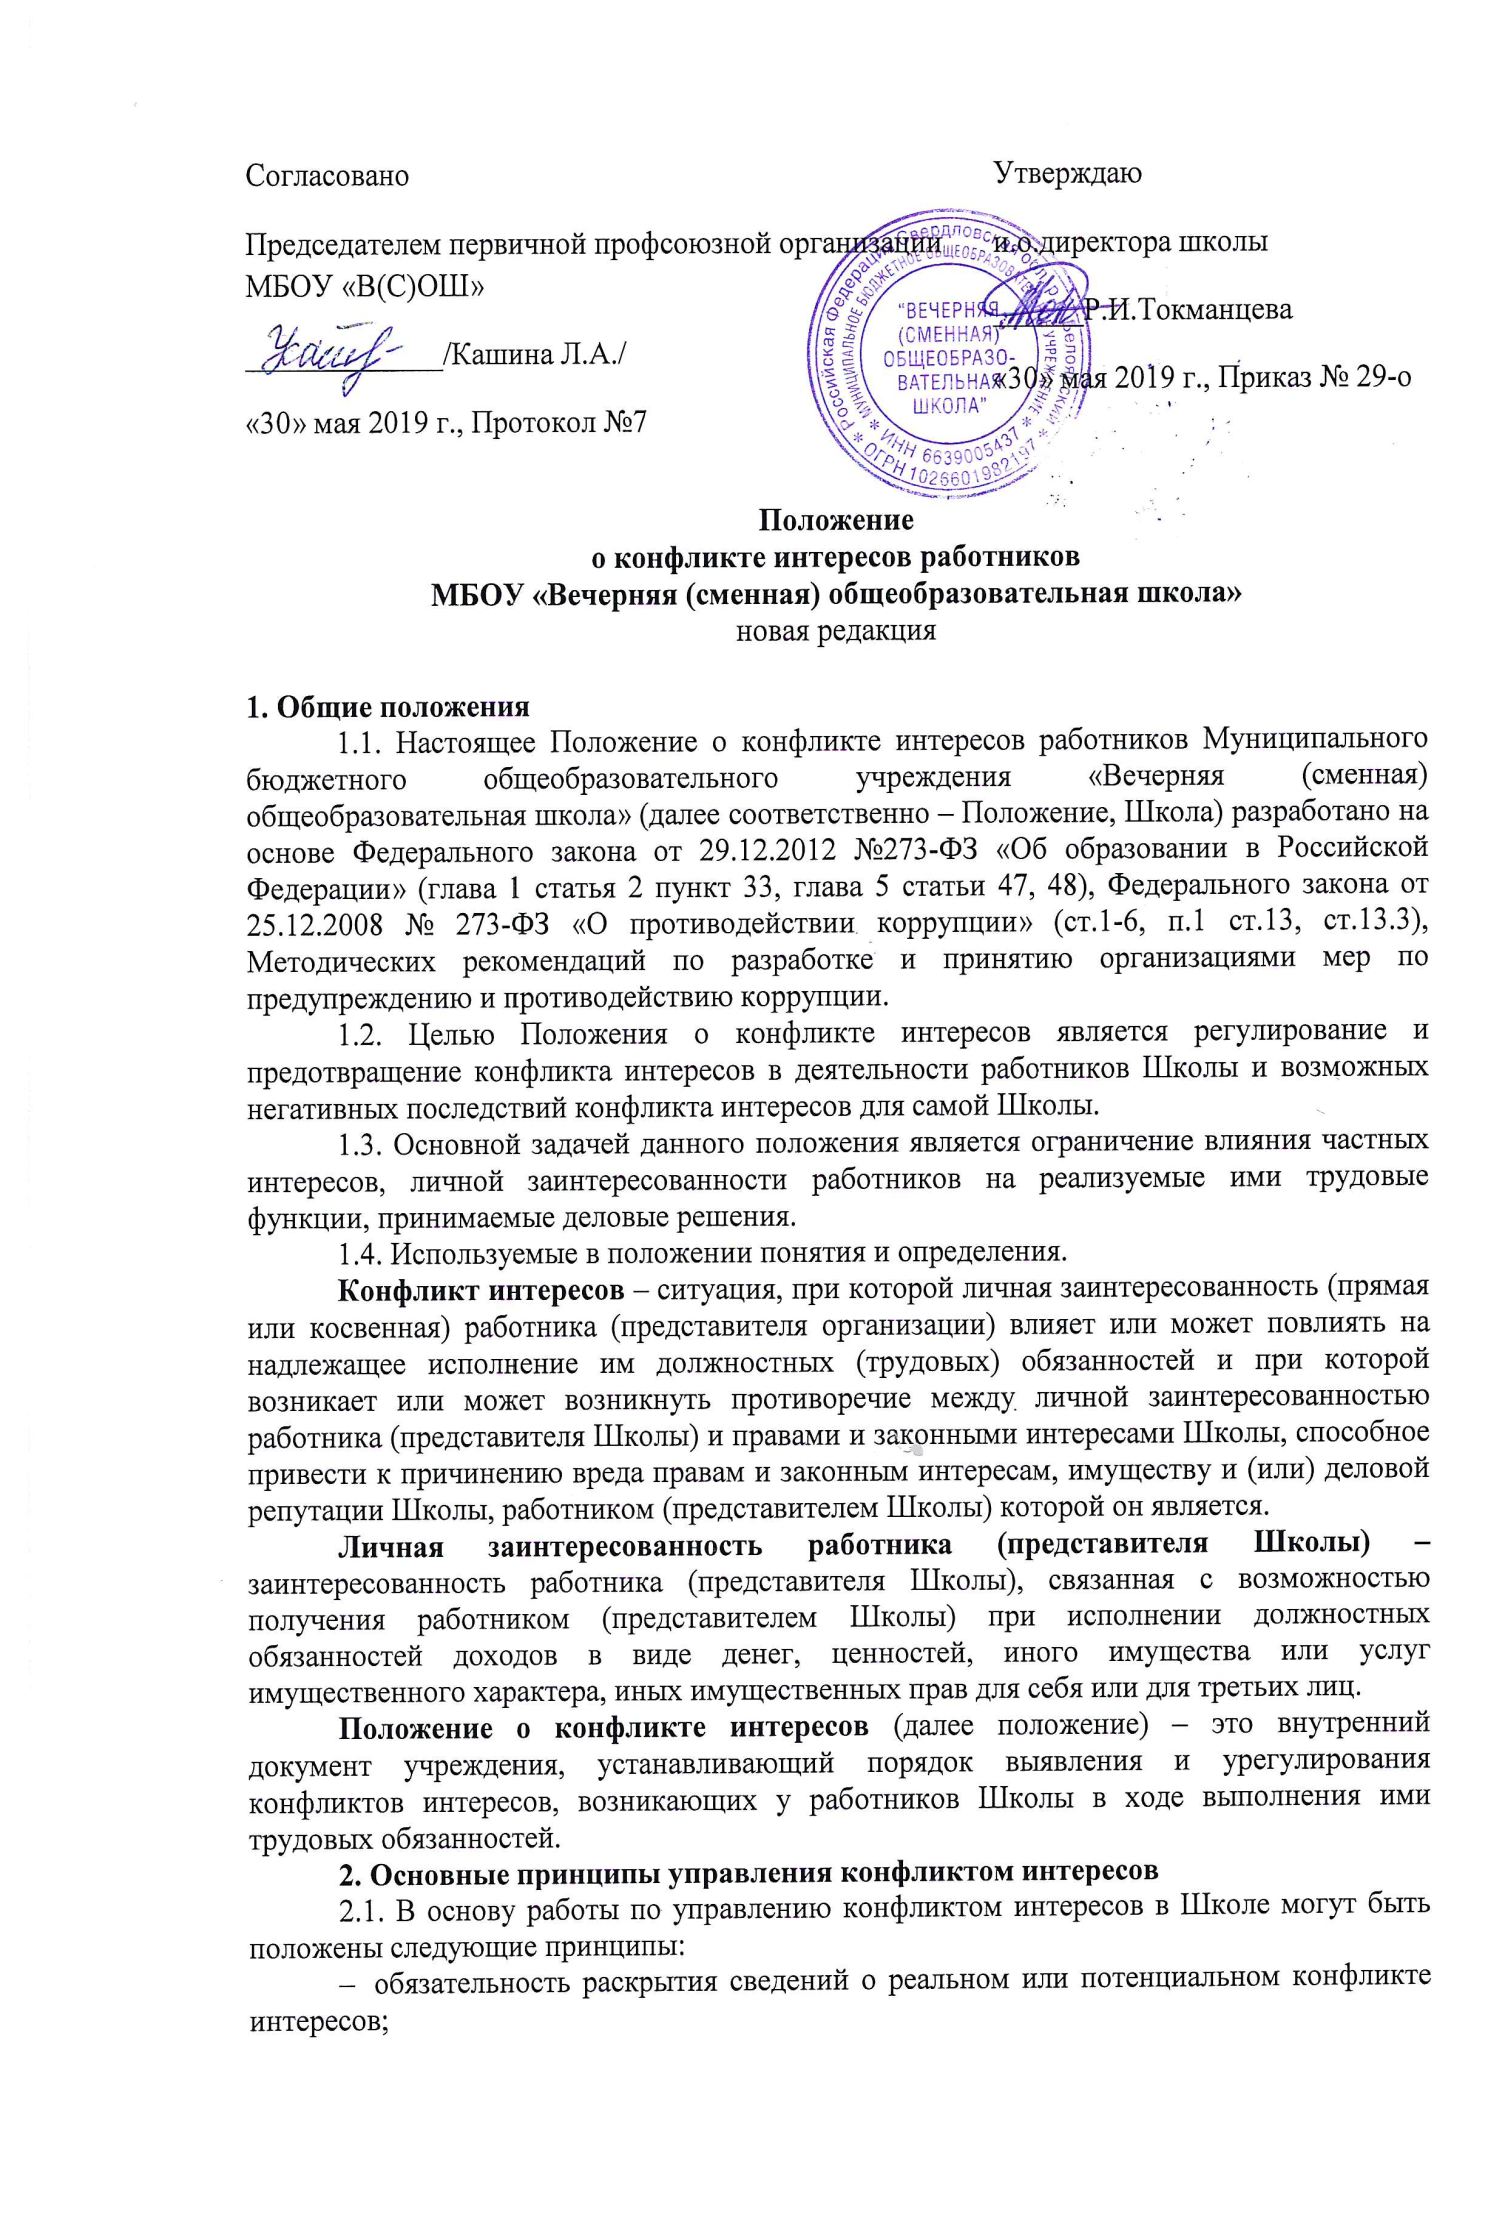 Согласовано
Утверждаю
Председателем первичной профсоюзной организации
и.о.директора школы
МБОУ «В(С)ОШ»
Р.И.Токманцева
/Кашина Л.А./
«30» мая 2019 г., Приказ № 29-о
«30» мая 2019 г., Протокол №7
Российская Федерация Свердловская
МУНИЦИПАЛЬНОЕ БЮДЖЕТНОЕ ОБЩЕОБРАЗОВАТЕЛЬНОЕ УЧРЕЖДЕНИЕ
"ВЕЧЕРНЯЯ
(СМЕННАЯ)
ОБЩЕОБРАЗО-
ВАТЕЛЬНАЯ
ШКОЛА"
ИНН 6639005437
ОГРН 1026601982197
Положение
о конфликте интересов работников
МБОУ «Вечерняя (сменная) общеобразовательная школа»
новая редакция
1. Общие положения
1.1. Настоящее Положение о конфликте интересов работников Муниципального
бюджетного общеобразовательного учреждения «Вечерняя (сменная)
общеобразовательная школа» (далее соответственно – Положение, Школа) разработано на
основе Федерального закона от 29.12.2012 №273-ФЗ «Об образовании в Российской
Федерации» (глава 1 статья 2 пункт 33, глава 5 статьи 47, 48), Федерального закона от
25.12.2008 № 273-ФЗ «О противодействии коррупции» (ст.1-6, п.1 ст.13, ст.13.3),
Методических рекомендаций по разработке и принятию организациями мер по
предупреждению и противодействию коррупции.
1.2. Целью Положения о конфликте интересов является регулирование и
предотвращение конфликта интересов в деятельности работников Школы и возможных
негативных последствий конфликта интересов для самой Школы.
1.3. Основной задачей данного положения является ограничение влияния частных
интересов, личной заинтересованности работников на реализуемые ими трудовые
функции, принимаемые деловые решения.
1.4. Используемые в положении понятия и определения.
Конфликт интересов – ситуация, при которой личная заинтересованность (прямая
или косвенная) работника (представителя организации) влияет или может повлиять на
надлежащее исполнение им должностных (трудовых) обязанностей и при которой
возникает или может возникнуть противоречие между личной заинтересованностью
работника (представителя Школы) и правами и законными интересами Школы, способное
привести к причинению вреда правам и законным интересам, имуществу и (или) деловой
репутации Школы, работником (представителем Школы) которой он является.
Личная заинтересованность работника (представителя Школы) –
заинтересованность работника (представителя Школы), связанная с возможностью
получения работником (представителем Школы) при исполнении должностных
обязанностей доходов в виде денег, ценностей, иного имущества или услуг
имущественного характера, иных имущественных прав для себя или для третьих лиц.
Положение о конфликте интересов (далее положение) – это внутренний
документ учреждения, устанавливающий порядок выявления и урегулирования
конфликтов интересов, возникающих у работников Школы в ходе выполнения ими
трудовых обязанностей.
2. Основные принципы управления конфликтом интересов
2.1. В основу работы по управлению конфликтом интересов в Школе могут быть
положены следующие принципы:
– обязательность раскрытия сведений о реальном или потенциальном конфликте
интересов;